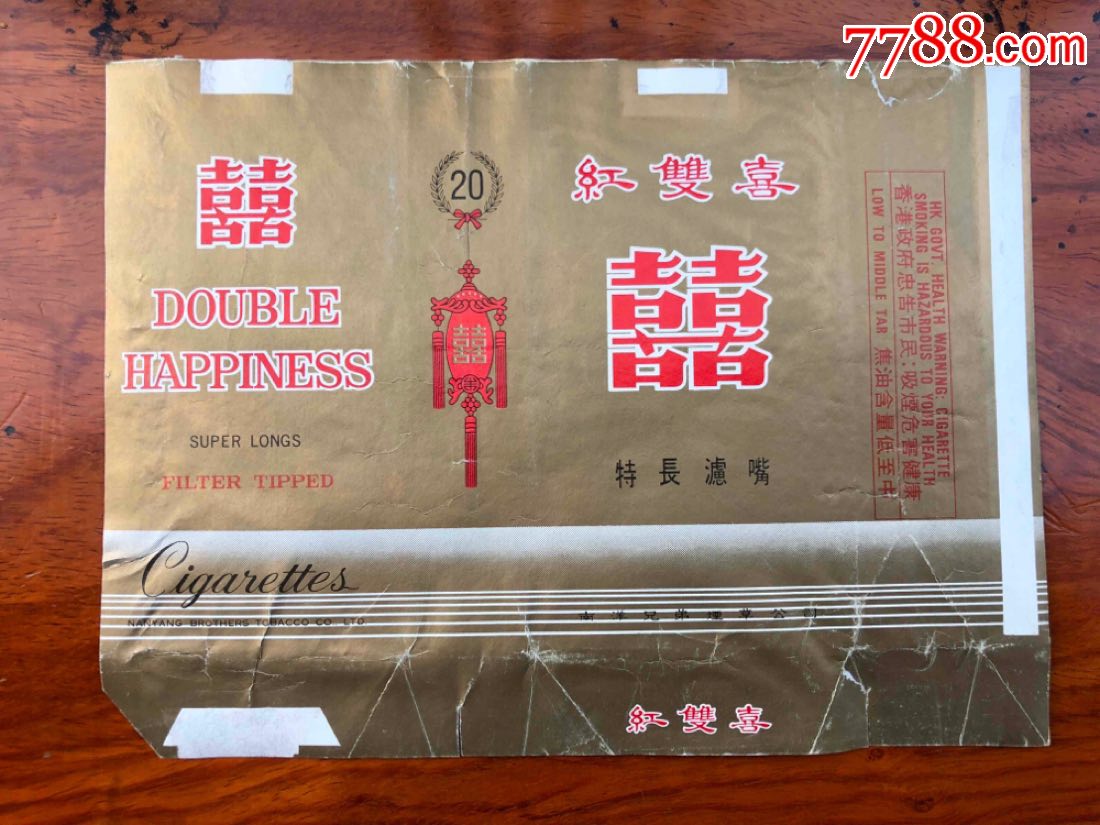 7788.com
囍
DOUBLE
HAPPINESS
SUPER LONGS
FILTER TIPPED
Cigarettes
NANYANG BROTHERS TOBACCO CO. LTD.
20
囍
紅雙喜
囍
特長濾嘴
南洋兄弟煙草公司
紅雙喜
HK GOVT. HEALTH WARNING: CIGARETTE
SMOKING IS HAZARDOUS TO YOUR HEALTH
香港政府忠告市民:吸煙危害健康
LOW TO MIDDLE TAR 焦油含量低至中